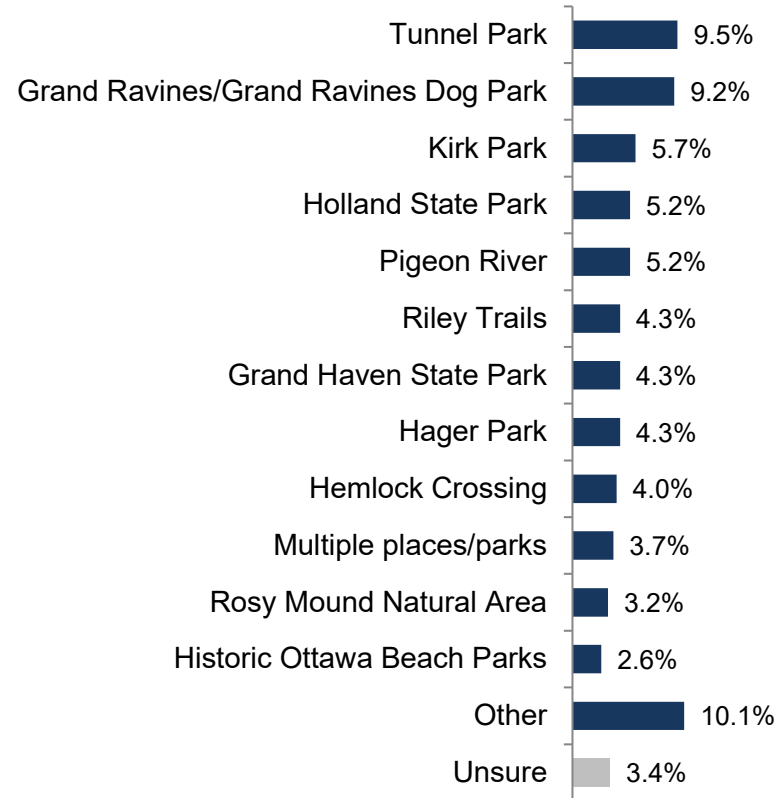 Tunnel Park 9.5%
Grand Ravines/Grand Ravines Dog Park 9.2%
Kirk Park 5.7%
Holland State Park 5.2%
Pigeon River 5.2%
Riley Trails 4.3%
Grand Haven State Park 4.3%
Hager Park 4.3%
Hemlock Crossing 4.0%
Multiple places/parks 3.7%
Rosy Mound Natural Area 3.2%
Historic Ottawa Beach Parks 2.6%
Other 10.1%
Unsure 3.4%